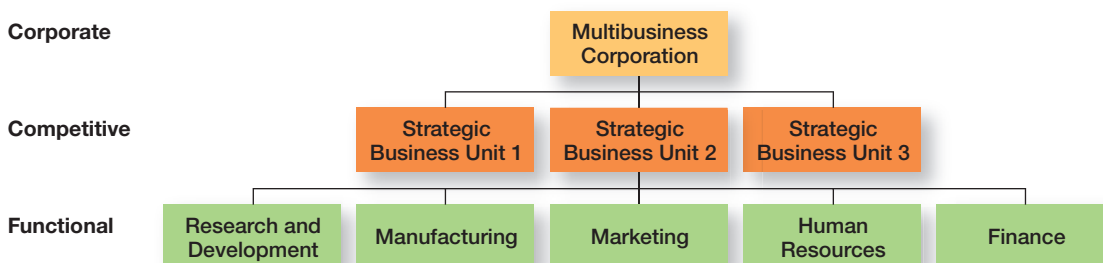 Corporate
Multibusiness
Corporation
Competitive
Strategic
Business Unit 1
Strategic
Business Unit 2
Strategic
Business Unit 3
Functional
Research and
Development
Manufacturing
Marketing
Human
Resources
Finance